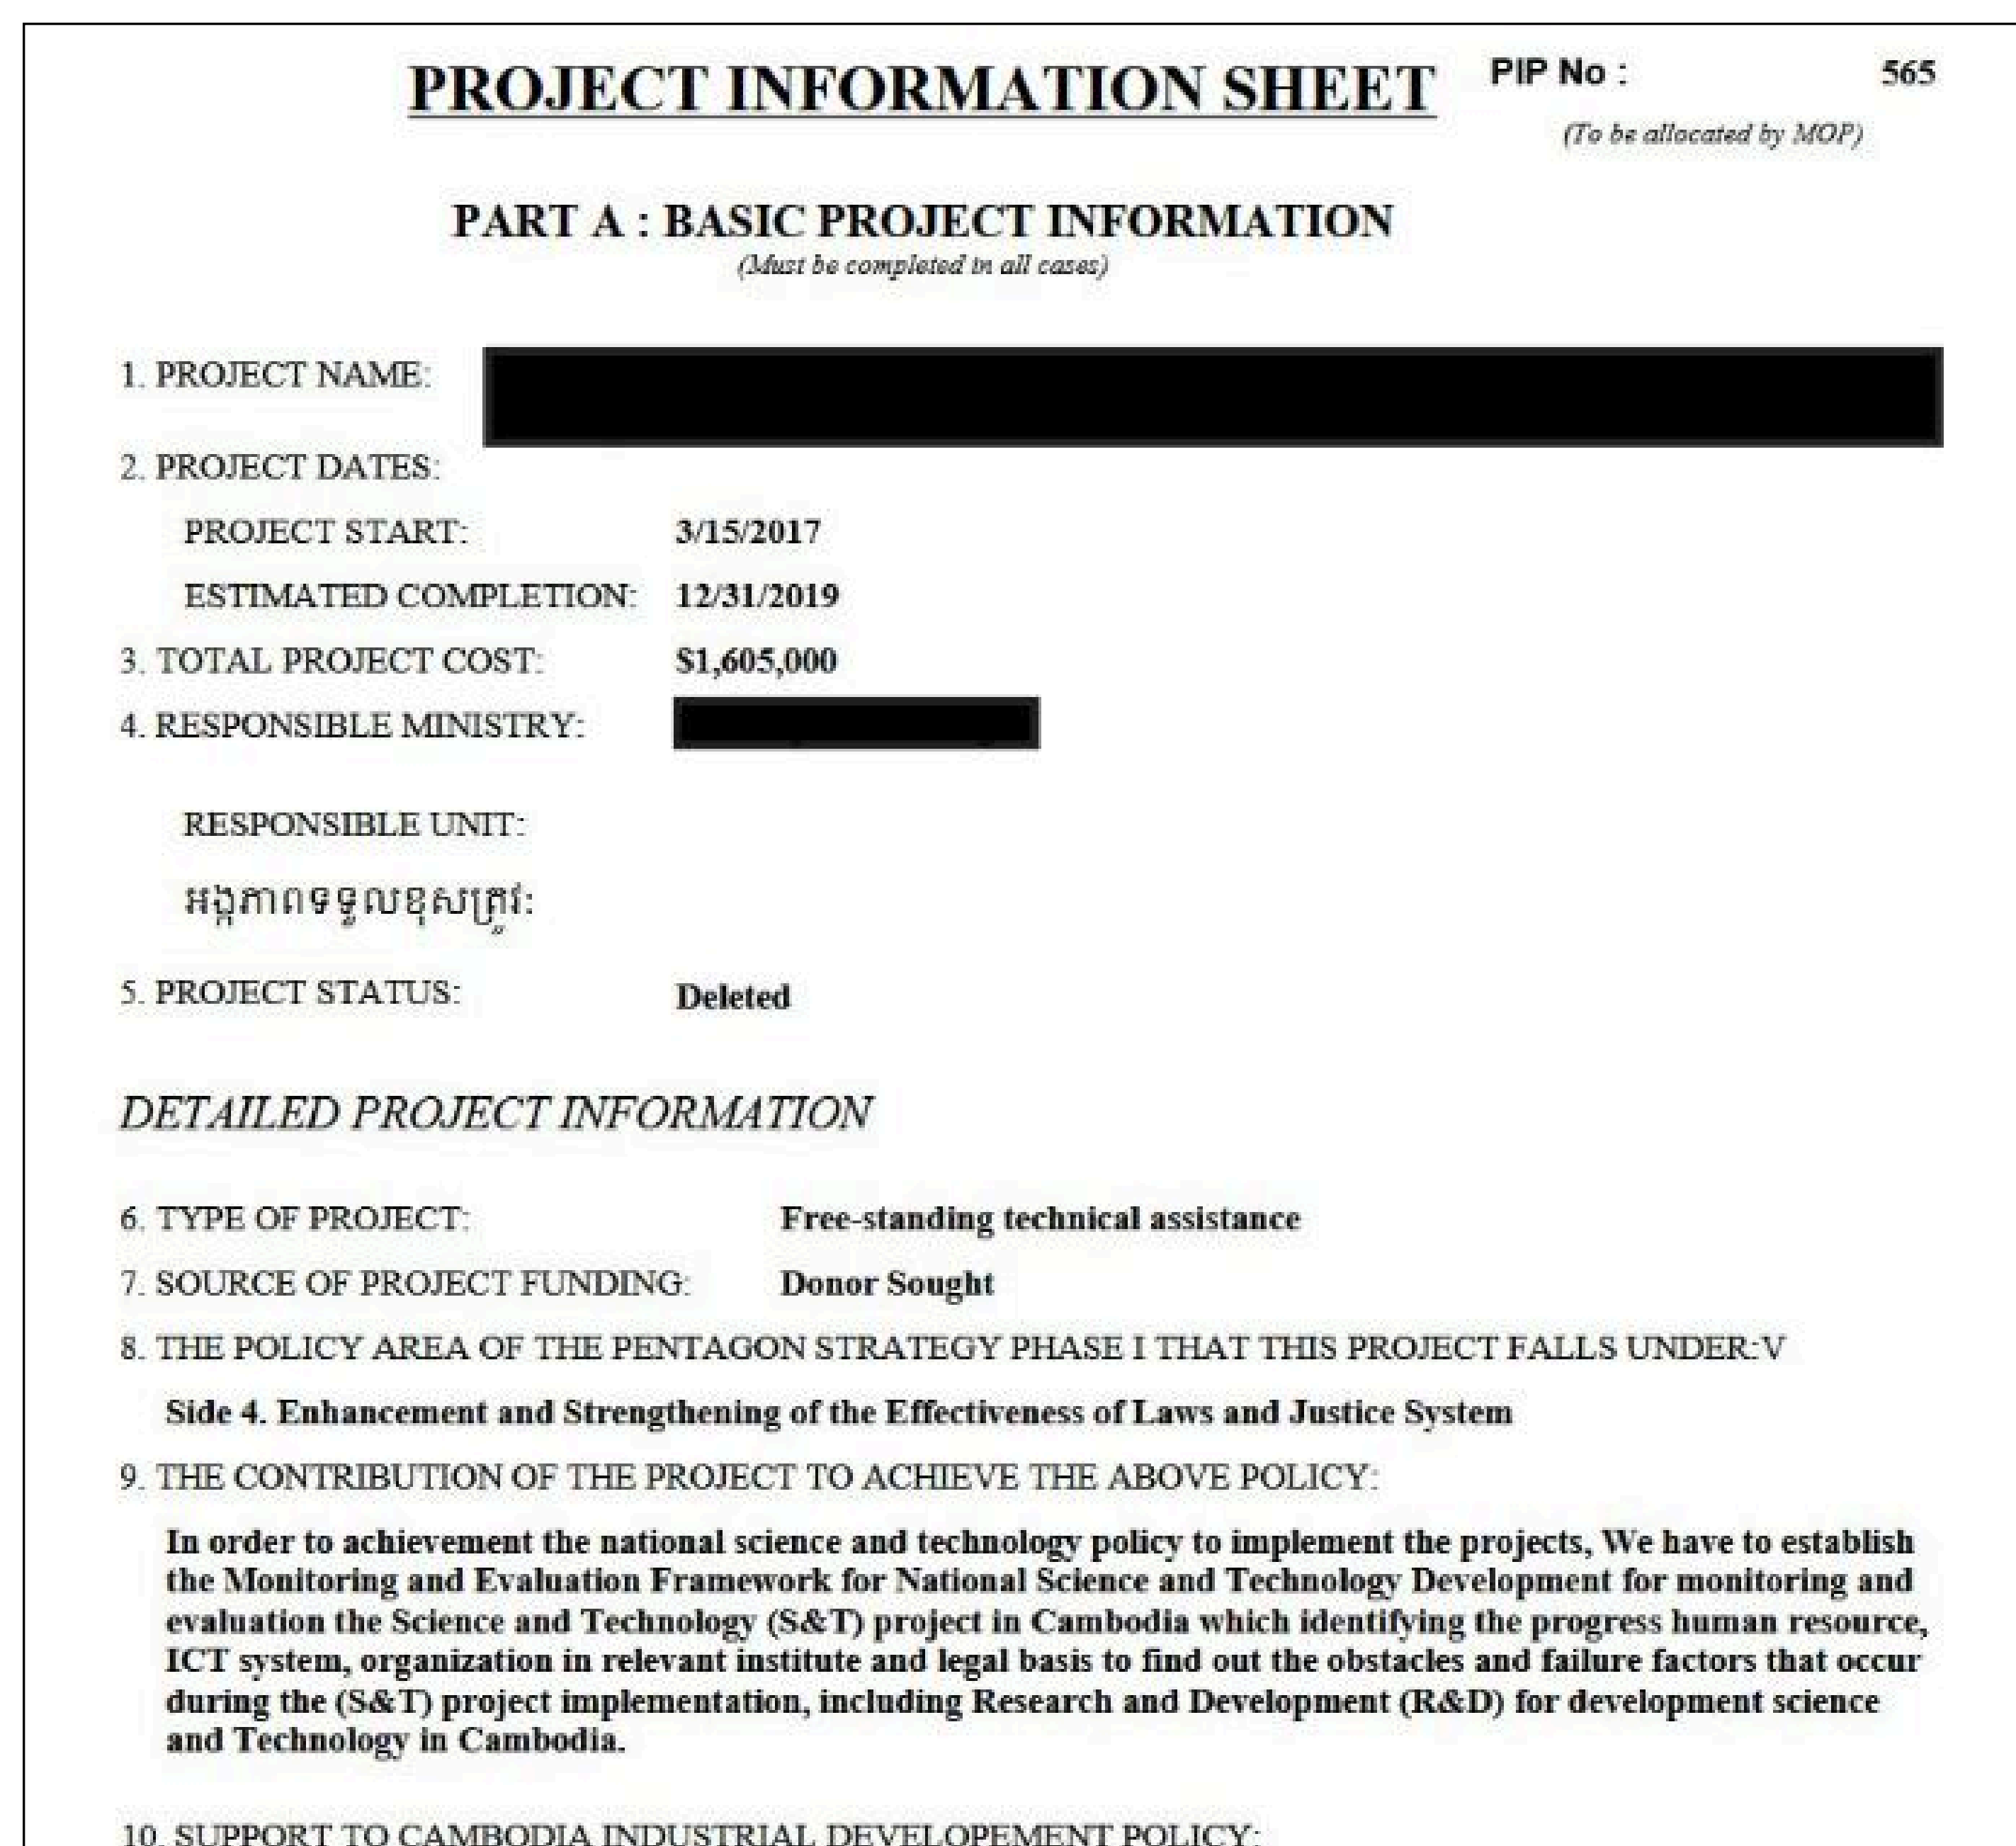 PROJECT INFORMATION SHEET PIP No : 565
(To be allocated by MOP)
PART A : BASIC PROJECT INFORMATION
(Must be completed in all cases)
1. PROJECT NAME:
2. PROJECT DATES:
PROJECT START: 3/15/2017
ESTIMATED COMPLETION: 12/31/2019
3. TOTAL PROJECT COST: $1,605,000
4. RESPONSIBLE MINISTRY:
RESPONSIBLE UNIT:
អង្គភាពទទួលខុសត្រូវ:
5. PROJECT STATUS: Deleted
DETAILED PROJECT INFORMATION
6. TYPE OF PROJECT: Free-standing technical assistance
7. SOURCE OF PROJECT FUNDING: Donor Sought
8. THE POLICY AREA OF THE PENTAGON STRATEGY PHASE I THAT THIS PROJECT FALLS UNDER:V
Side 4. Enhancement and Strengthening of the Effectiveness of Laws and Justice System
9. THE CONTRIBUTION OF THE PROJECT TO ACHIEVE THE ABOVE POLICY:
In order to achievement the national science and technology policy to implement the projects, We have to establish
the Monitoring and Evaluation Framework for National Science and Technology Development for monitoring and
evaluation the Science and Technology (S&T) project in Cambodia which identifying the progress human resource,
ICT system, organization in relevant institute and legal basis to find out the obstacles and failure factors that occur
during the (S&T) project implementation, including Research and Development (R&D) for development science
and Technology in Cambodia.
10. SUPPORT TO CAMBODIA INDUSTRIAL DEVELOPEMENT POLICY: